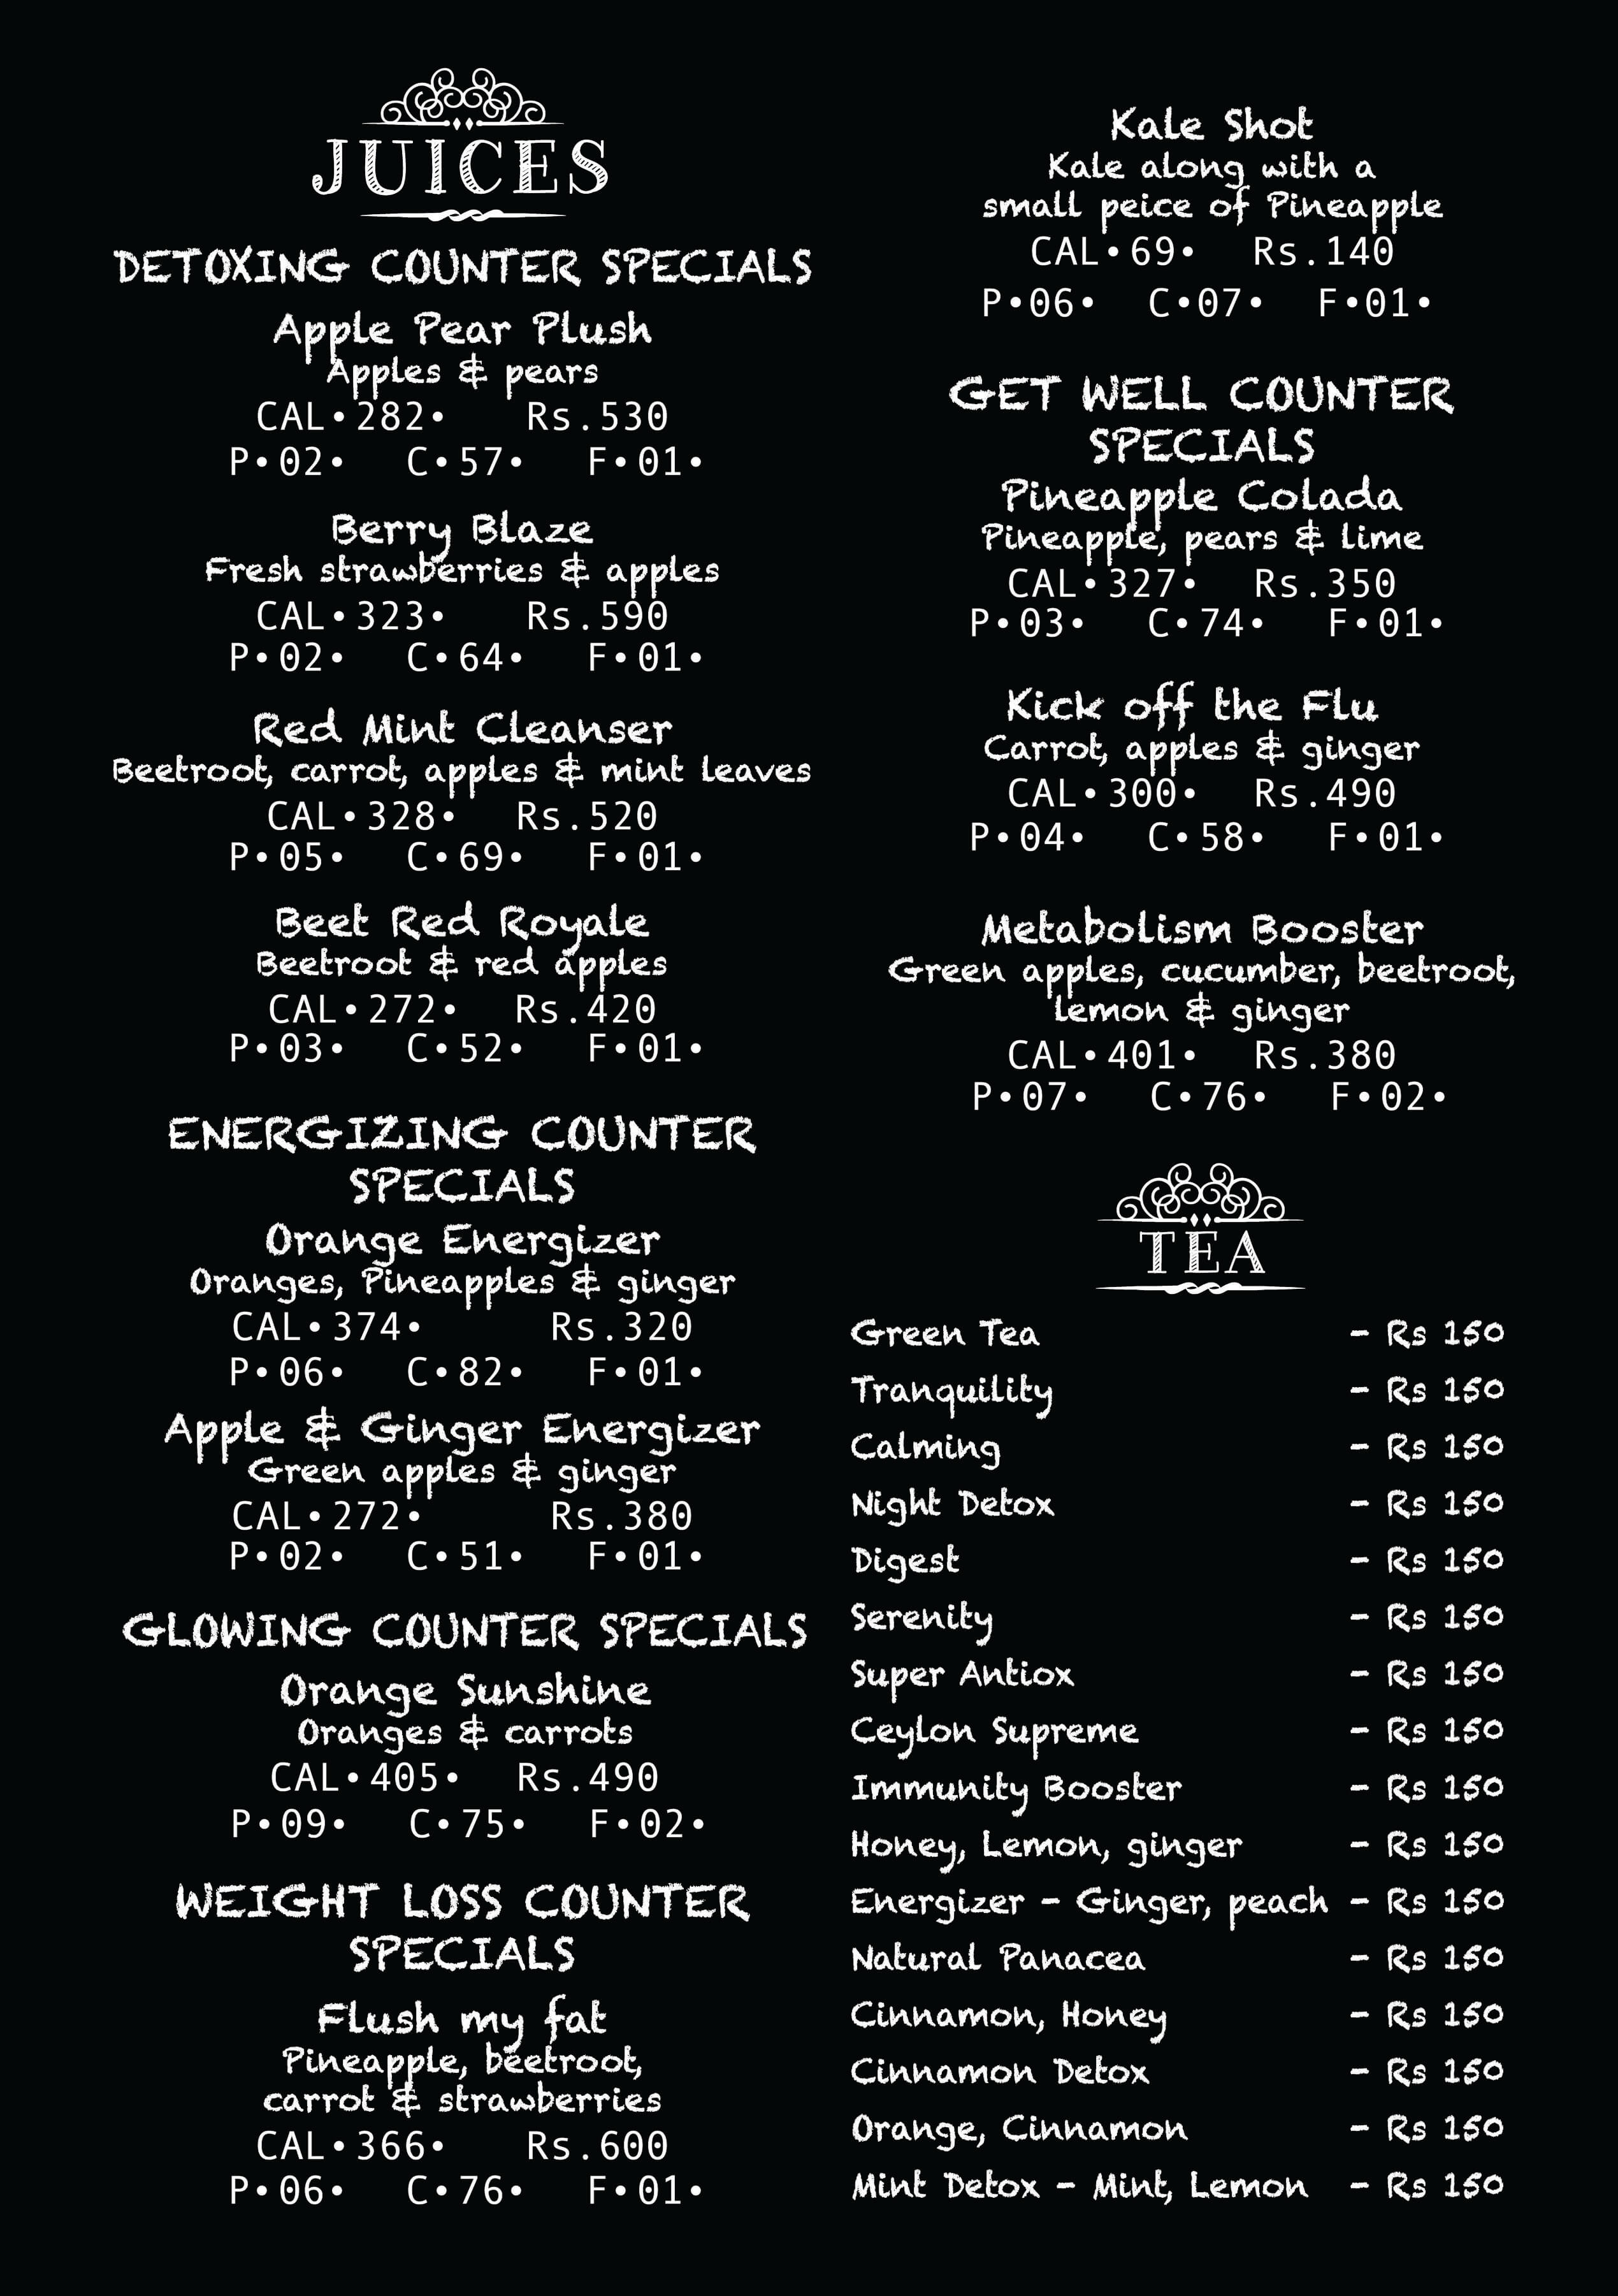 JUICES
DETOXING COUNTER SPECIALS
Apple Pear Plush
Apples & pears
CAL•282• Rs.530
P•02• C•57• F•01•
Berry Blaze
Fresh strawberries & apples
CAL•323• Rs.590
P•02• C•64• F•01•
Red Mint Cleanser
Beetroot, carrot, apples & mint leaves
CAL•328• Rs.520
P•05• C•69• F•01•
Beet Red Royale
Beetroot & red apples
CAL•272• Rs.420
P•03• C•52• F•01•
ENERGIZING COUNTER
SPECIALS
Orange Energizer
Oranges, Pineapples & ginger
CAL•374• Rs.320
P•06• C•82• F•01•
Apple & Ginger Energizer
Green apples & ginger
CAL•272• Rs.380
P•02• C•51• F•01•
GLOWING COUNTER SPECIALS
Orange Sunshine
Oranges & carrots
CAL•405• Rs.490
P•09• C•75• F•02•
WEIGHT LOSS COUNTER
SPECIALS
Flush my fat
Pineapple, beetroot,
carrot & strawberries
CAL•366• Rs.600
P•06• C•76• F•01•
Kale Shot
Kale along with a
small peice of Pineapple
CAL•69• Rs.140
P•06• C•07• F•01•
GET WELL COUNTER
SPECIALS
Pineapple Colada
Pineapple, pears & lime
CAL•327• Rs.350
P•03• C•74• F•01•
Kick off the Flu
Carrot, apples & ginger
CAL•300• Rs.490
P•04• C•58• F•01•
Metabolism Booster
Green apples, cucumber, beetroot,
lemon & ginger
CAL•401• Rs.380
P•07• C•76• F•02•
TEA
Green Tea - Rs 150
Tranquility - Rs 150
Calming - Rs 150
Night Detox - Rs 150
Digest - Rs 150
Serenity - Rs 150
Super Antiox - Rs 150
Ceylon Supreme - Rs 150
Immunity Booster - Rs 150
Honey, Lemon, ginger - Rs 150
Energizer - Ginger, peach - Rs 150
Natural Panacea - Rs 150
Cinnamon, Honey - Rs 150
Cinnamon Detox - Rs 150
Orange, Cinnamon - Rs 150
Mint Detox - Mint, Lemon - Rs 150